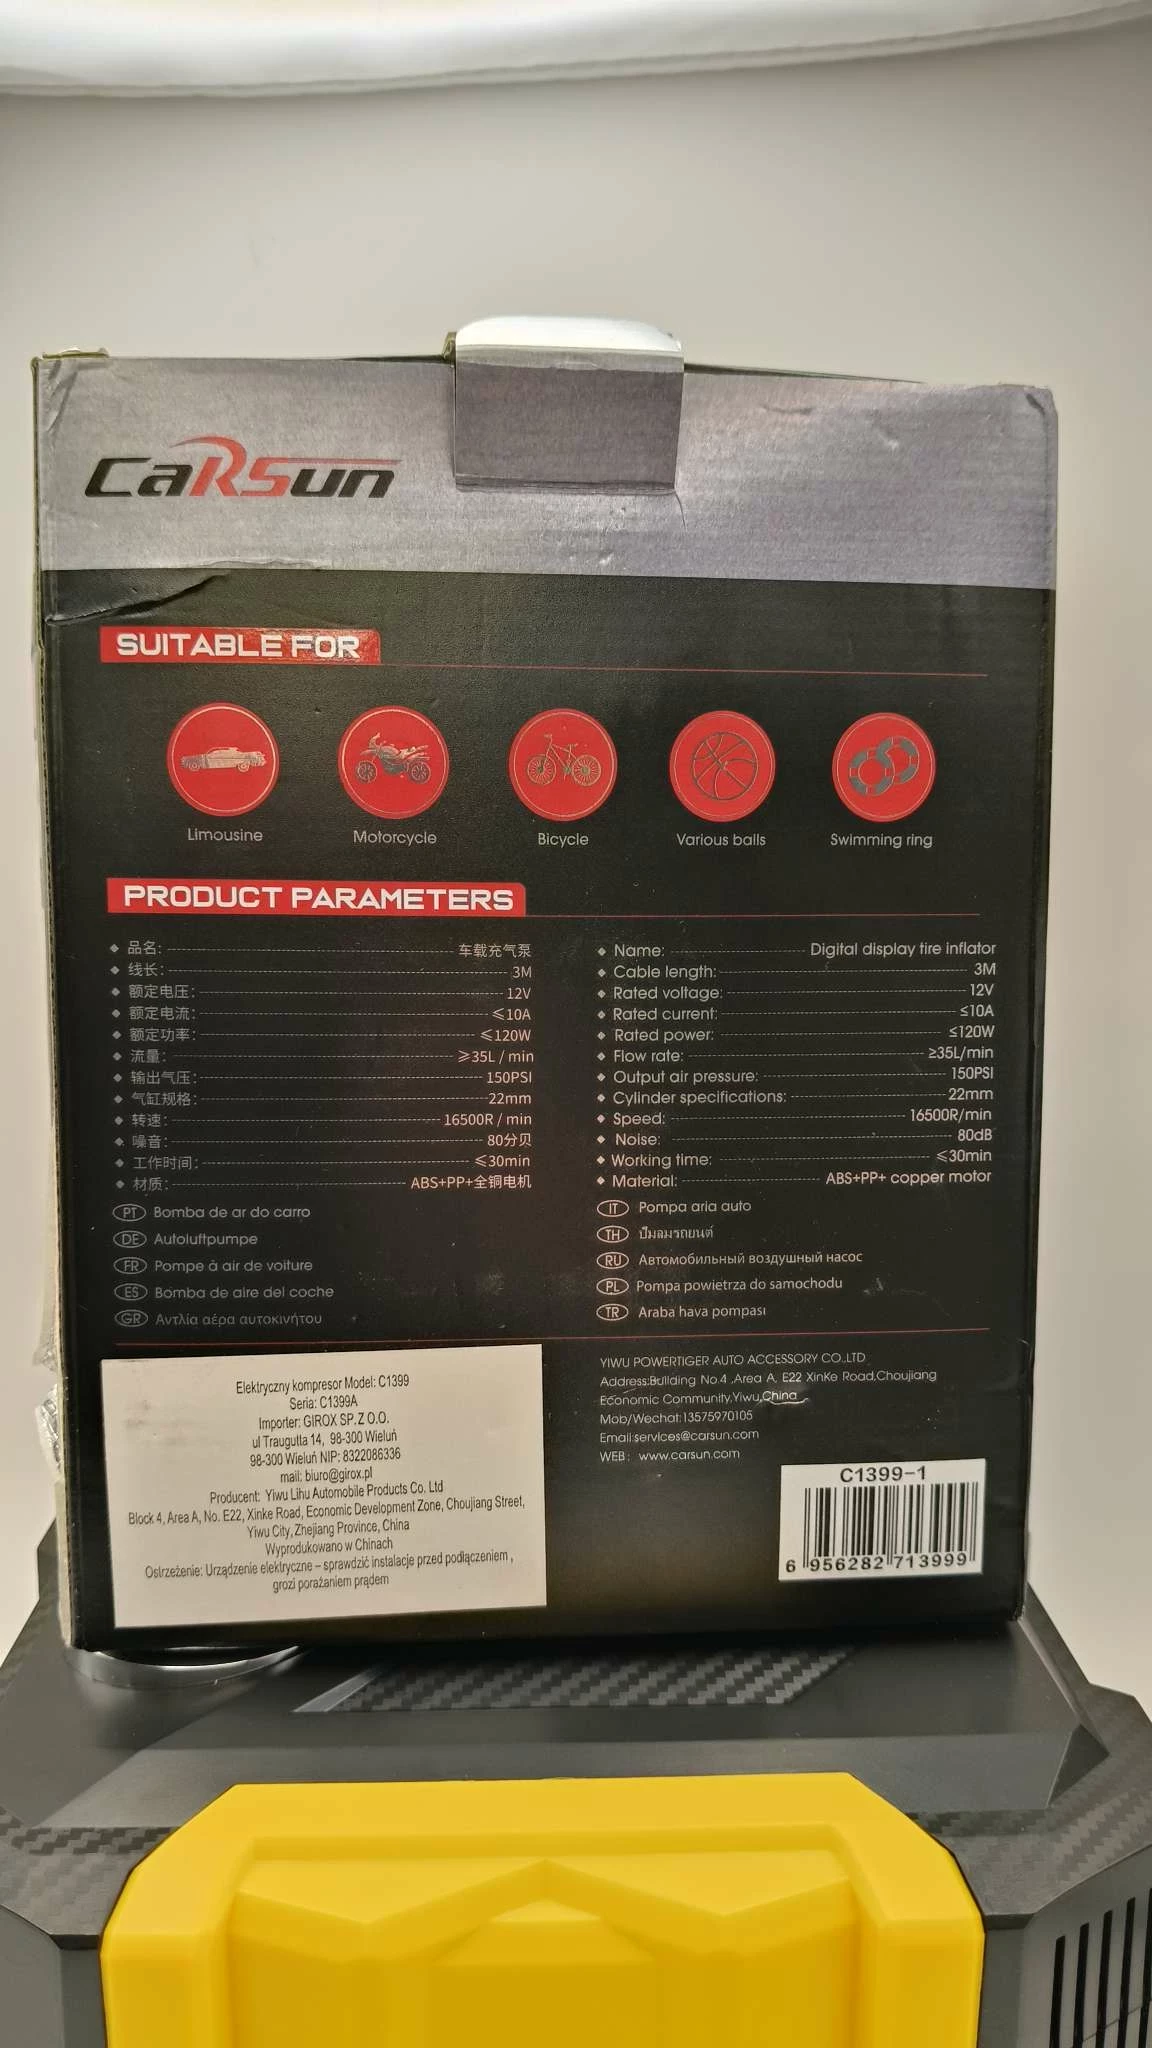 CaRSun
SUITABLE FOR
Limousine
Motorcycle
Bicycle
Various balls
Swimming ring
PRODUCT PARAMETERS
品名: 车载充气泵
线长: 3M
额定电压: 12V
额定电流: ≤10A
额定功率: ≤120W
流量: ≥35L / min
输出气压: 150PSI
气缸规格: 22mm
转速: 16500R / min
噪音: 80分贝
工作时间: ≤30min
材质: ABS+PP+全铜电机
Name: Digital display tire inflator
Cable length: 3M
Rated voltage: 12V
Rated current: ≤10A
Rated power: ≤120W
Flow rate: ≥35L/min
Output air pressure: 150PSI
Cylinder specifications: 22mm
Speed: 16500R/min
Noise: 80dB
Working time: ≤30min
Material: ABS+PP+ copper motor
PT Bomba de ar do carro
DE Autoluftpumpe
FR Pompe à air de voiture
ES Bomba de aire del coche
GR Αντλία αέρα αυτοκινήτου
IT Pompa aria auto
TH ปั๊มลมรถยนต์
RU Автомобильный воздушный насос
PL Pompa powietrza do samochodu
TR Araba hava pompası
Elektryczny kompresor Model: C1399
Seria: C1399A
Importer: GIROX SP. Z O.O.
ul Traugutta 14, 98-300 Wieluń
98-300 Wieluń NIP: 8322086336
mail: biuro@girox.pl
Producent: Yiwu Lihu Automobile Products Co. Ltd
Block 4, Area A, No. E22, Xinke Road, Economic Development Zone, Choujiang Street,
Yiwu City, Zhejiang Province, China
Wyprodukowano w Chinach
Ostrzeżenie: Urządzenie elektryczne – sprawdzić instalacje przed podłączeniem ,
grozi porażaniem prądem
YIWU POWERTIGER AUTO ACCESSORY CO.,LTD
Address:Building No.4 ,Area A, E22 XinKe Road,Choujiang
Economic Community,Yiwu,China
Mob/Wechat:13575970105
Email:services@carsun.com
WEB: www.carsun.com
C1399-1
6 956282 713999